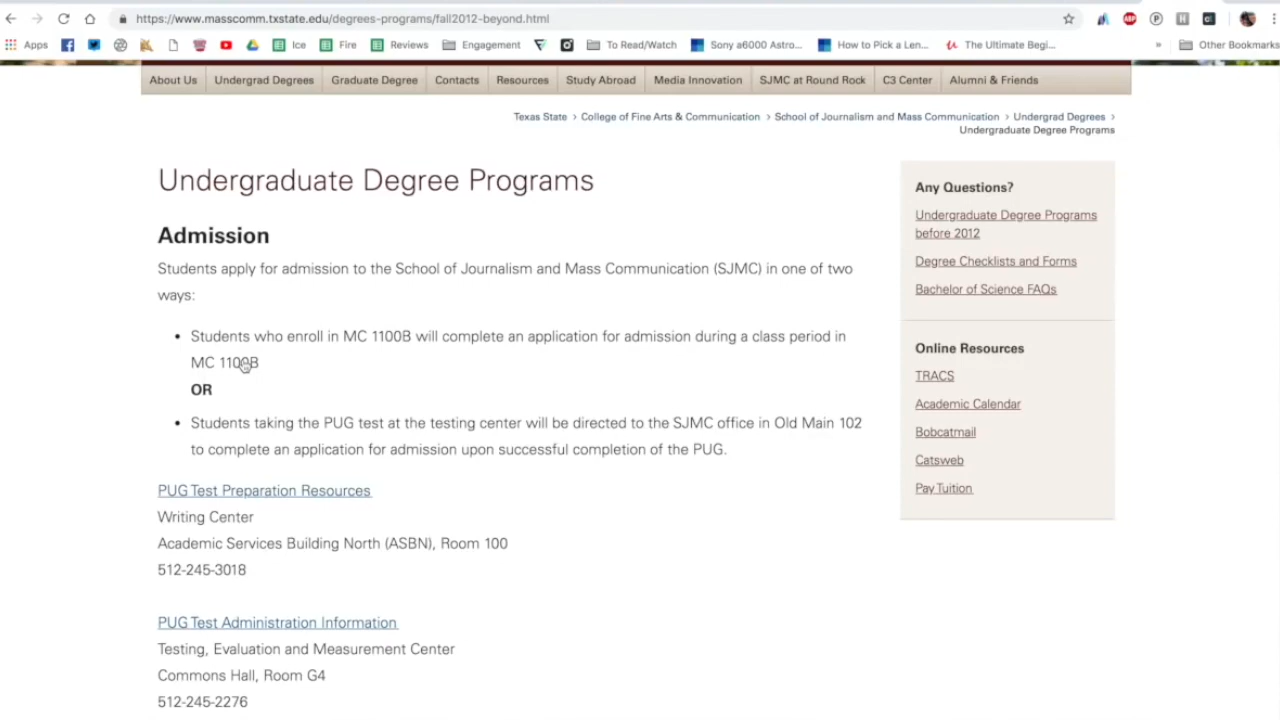 https://www.masscomm.txstate.edu/degrees-programs/fall2012-beyond.html
Apps Ice Fire Reviews Engagement To Read/Watch Sony a6000 Astro... How to Pick a Len... The Ultimate Begi... » Other Bookmarks
About Us Undergrad Degrees Graduate Degree Contacts Resources Study Abroad Media Innovation SJMC at Round Rock C3 Center Alumni & Friends
Texas State > College of Fine Arts & Communication > School of Journalism and Mass Communication > Undergrad Degrees >
Undergraduate Degree Programs
Undergraduate Degree Programs
Admission
Students apply for admission to the School of Journalism and Mass Communication (SJMC) in one of two
ways:
• Students who enroll in MC 1100B will complete an application for admission during a class period in
MC 1100B
OR
• Students taking the PUG test at the testing center will be directed to the SJMC office in Old Main 102
to complete an application for admission upon successful completion of the PUG.
PUG Test Preparation Resources
Writing Center
Academic Services Building North (ASBN), Room 100
512-245-3018
PUG Test Administration Information
Testing, Evaluation and Measurement Center
Commons Hall, Room G4
512-245-2276
Any Questions?
Undergraduate Degree Programs
before 2012
Degree Checklists and Forms
Bachelor of Science FAQs
Online Resources
TRACS
Academic Calendar
Bobcatmail
Catsweb
Pay Tuition